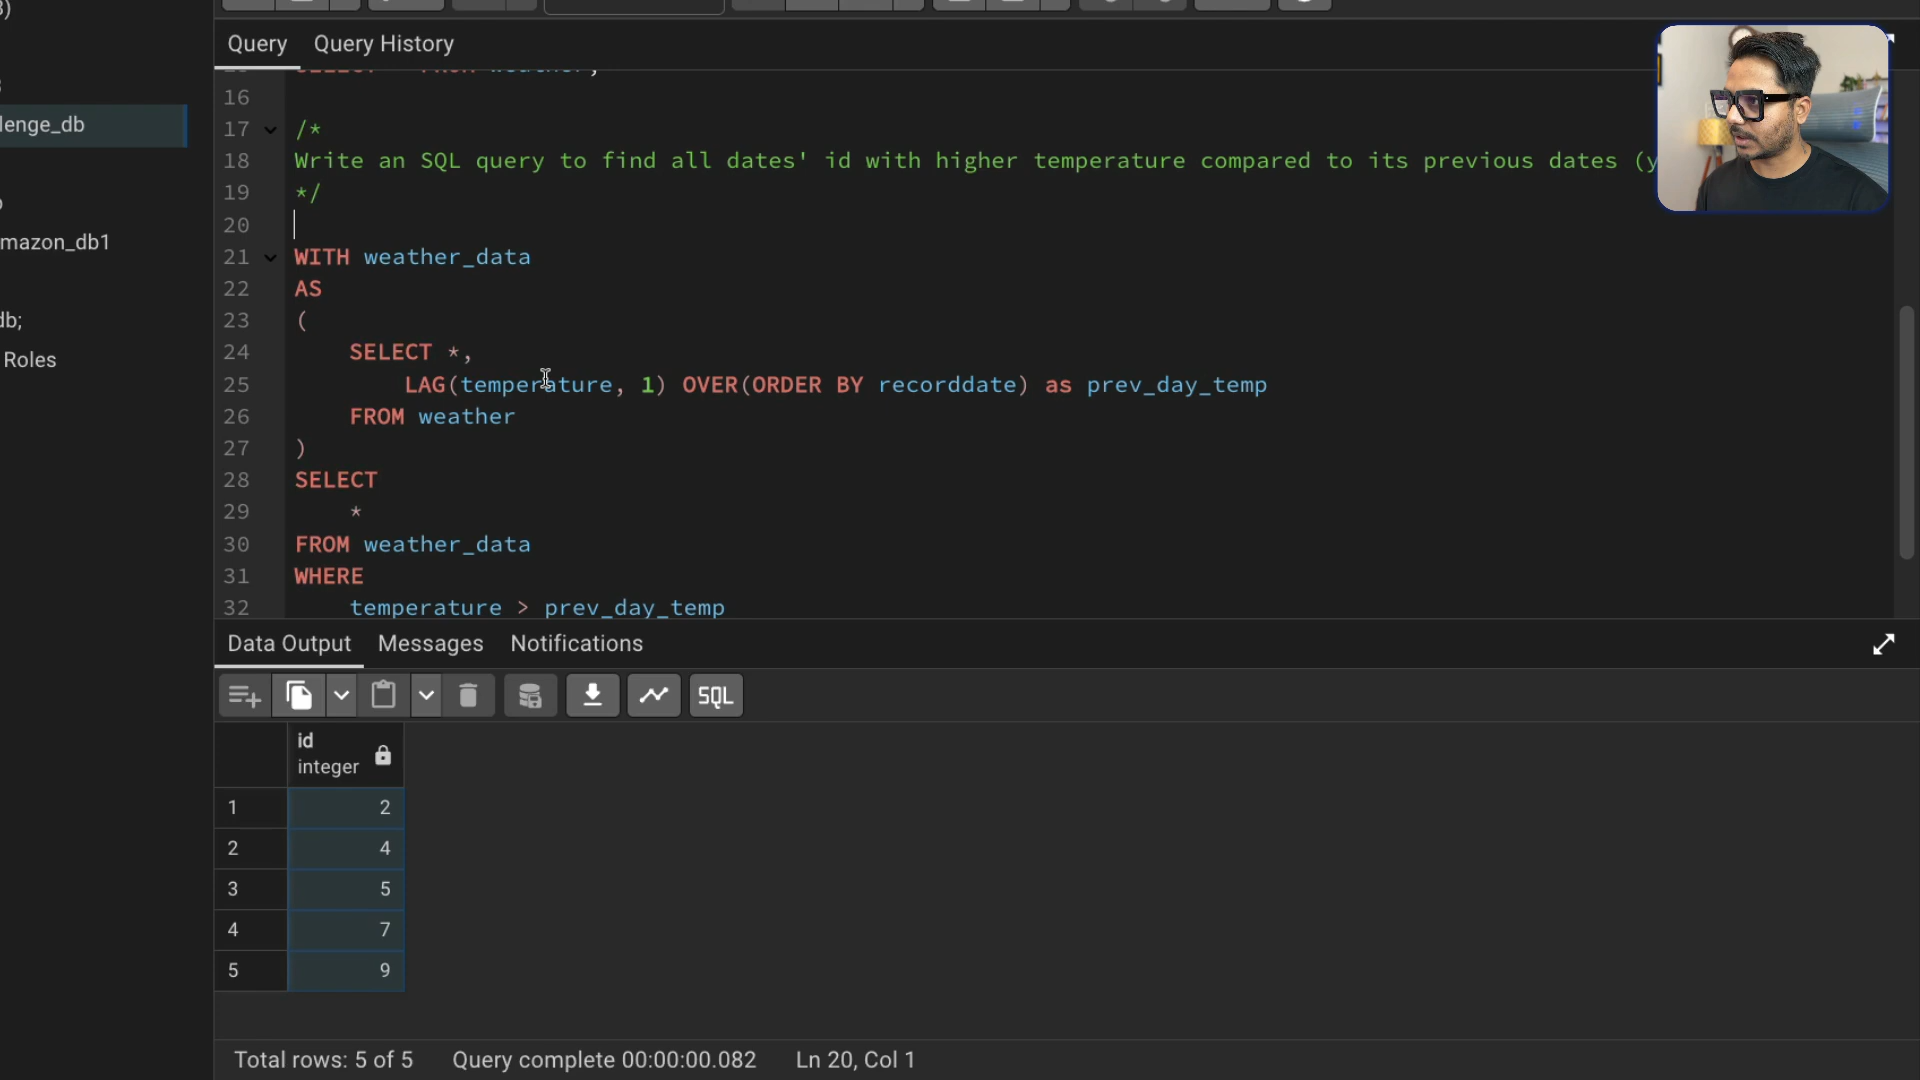 3)
lenge_db
mazon_db1
db;
Roles
Query Query History
16
17 /*
18 Write an SQL query to find all dates' id with higher temperature compared to its previous dates (y
19 */
20
21 WITH weather_data
22 AS
23 (
24 SELECT *,
25 LAG(temperature, 1) OVER(ORDER BY recorddate) as prev_day_temp
26 FROM weather
27 )
28 SELECT
29 *
30 FROM weather_data
31 WHERE
32 temperature > prev_day_temp
Data Output Messages Notifications
SQL
id
integer
1 2
2 4
3 5
4 7
5 9
Total rows: 5 of 5 Query complete 00:00:00.082 Ln 20, Col 1